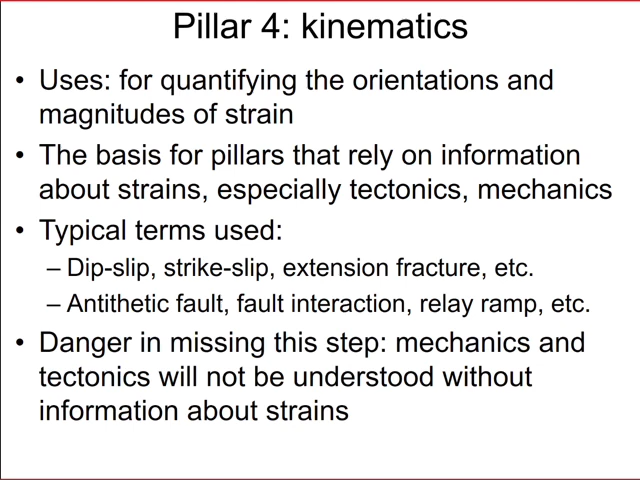 Pillar 4: kinematics
• Uses: for quantifying the orientations and
magnitudes of strain
• The basis for pillars that rely on information
about strains, especially tectonics, mechanics
• Typical terms used:
– Dip-slip, strike-slip, extension fracture, etc.
– Antithetic fault, fault interaction, relay ramp, etc.
• Danger in missing this step: mechanics and
tectonics will not be understood without
information about strains